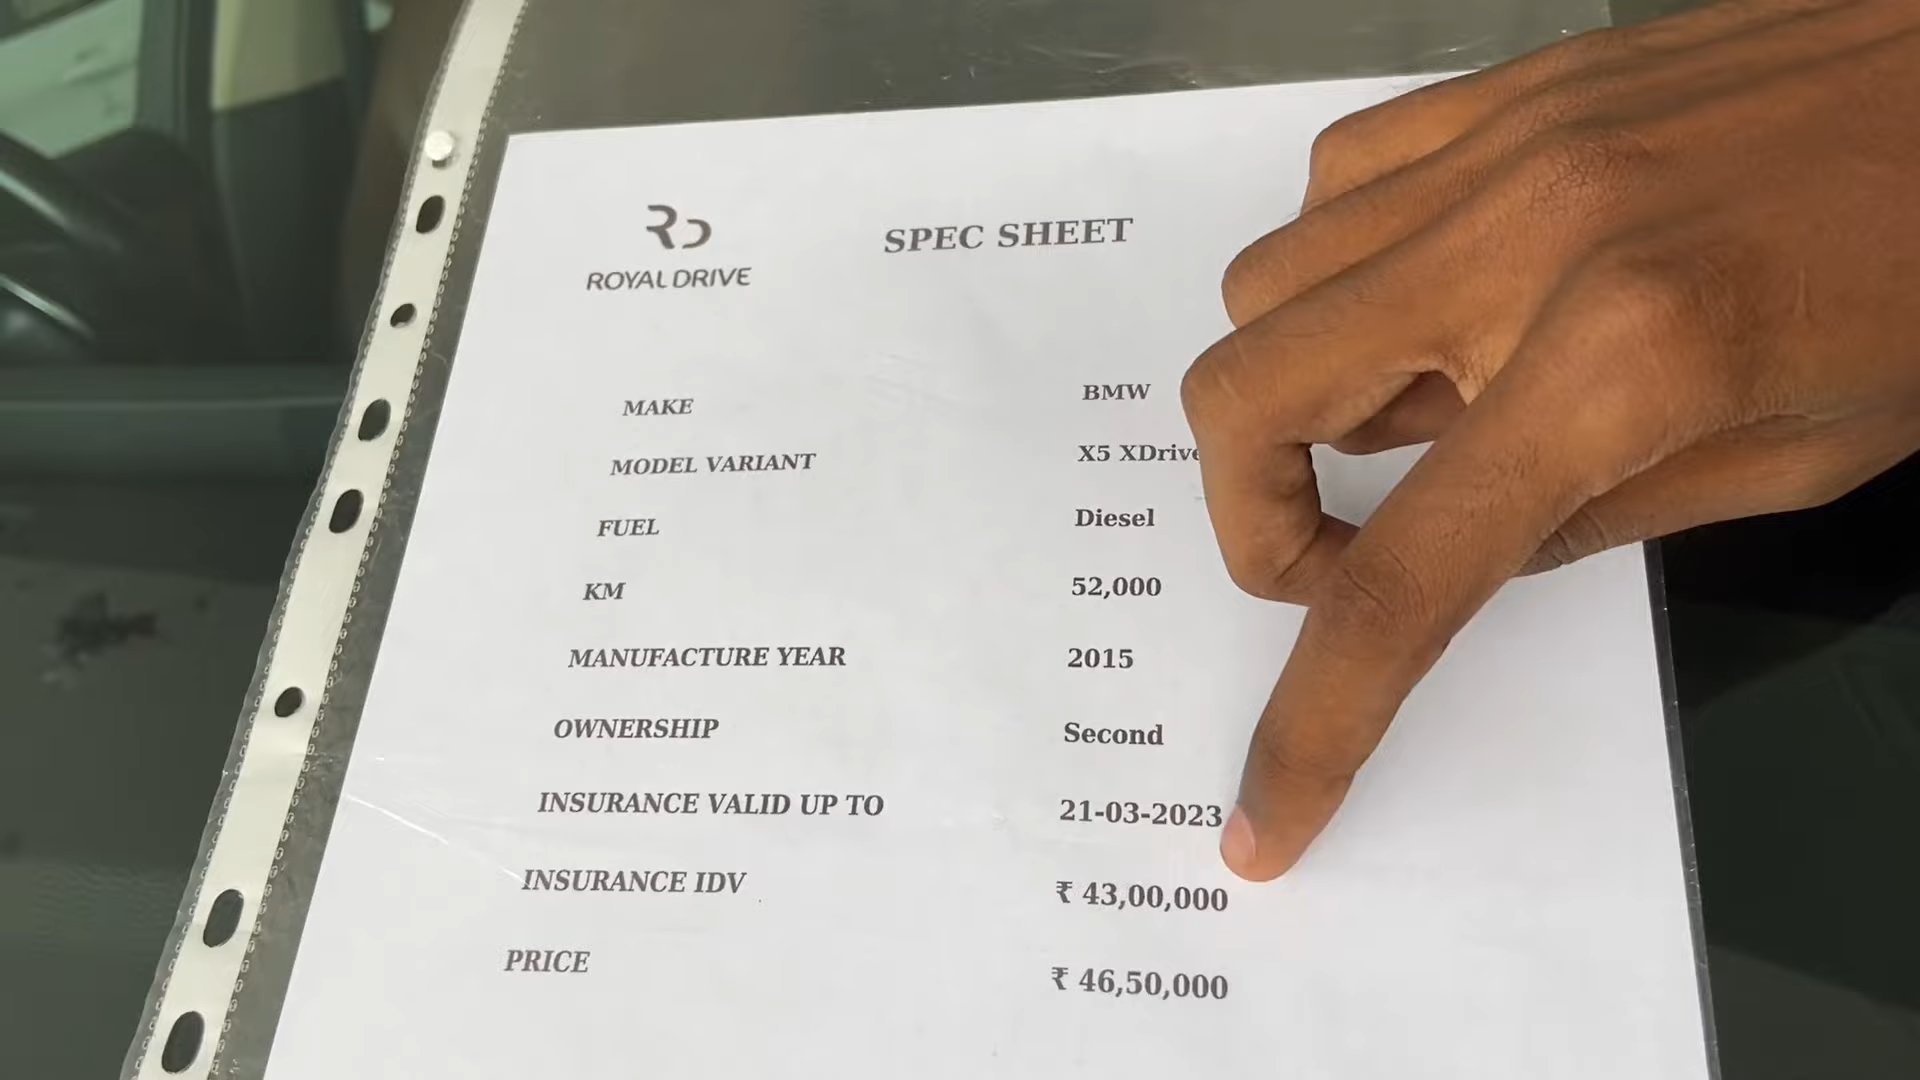 RD
ROYAL DRIVE
SPEC SHEET
MAKE BMW
MODEL VARIANT X5 XDrive
FUEL Diesel
KM 52,000
MANUFACTURE YEAR 2015
OWNERSHIP Second
INSURANCE VALID UP TO 21-03-2023
INSURANCE IDV ₹ 43,00,000
PRICE ₹ 46,50,000